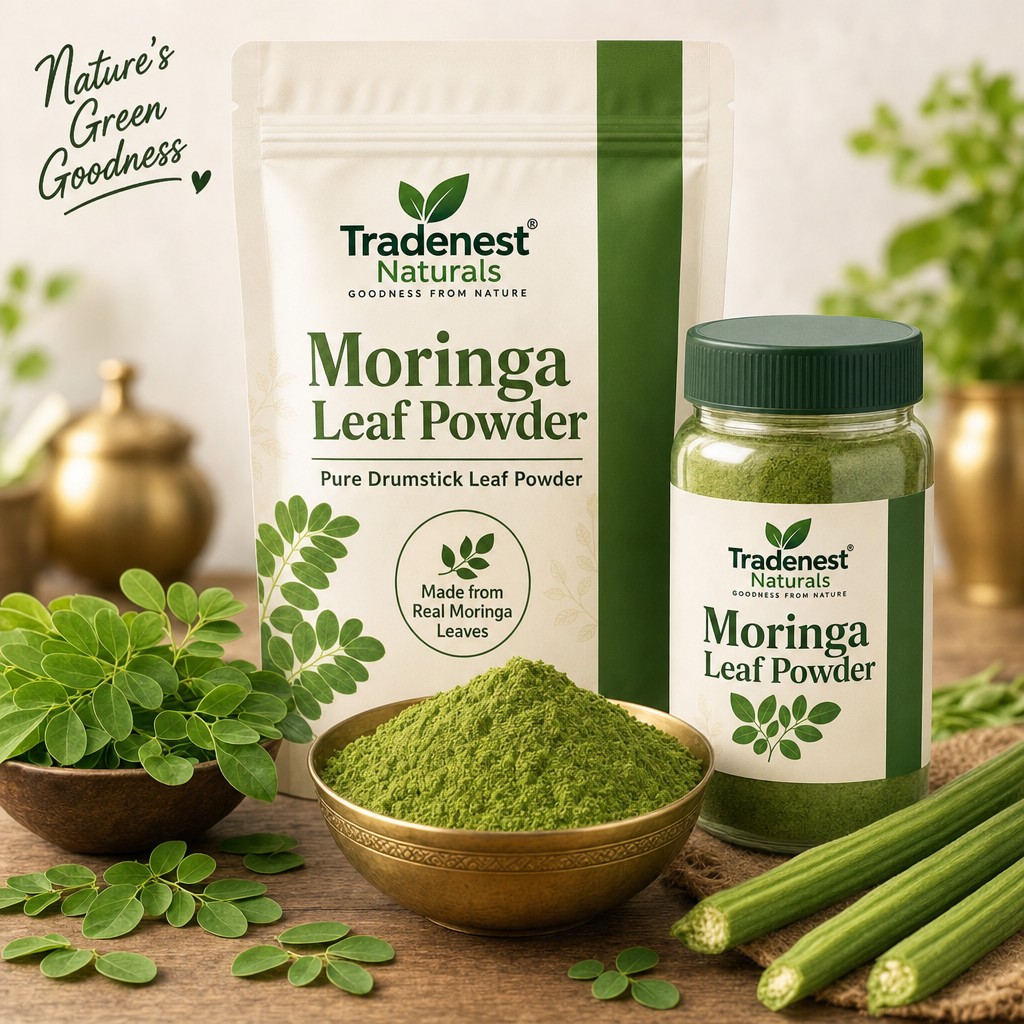 Nature's
Green
Goodness
Tradenest®
Naturals
GOODNESS FROM NATURE
Moringa
Leaf Powder
Pure Drumstick Leaf Powder
Made from
Real Moringa
Leaves
Tradenest®
Naturals
GOODNESS FROM NATURE
Moringa
Leaf Powder